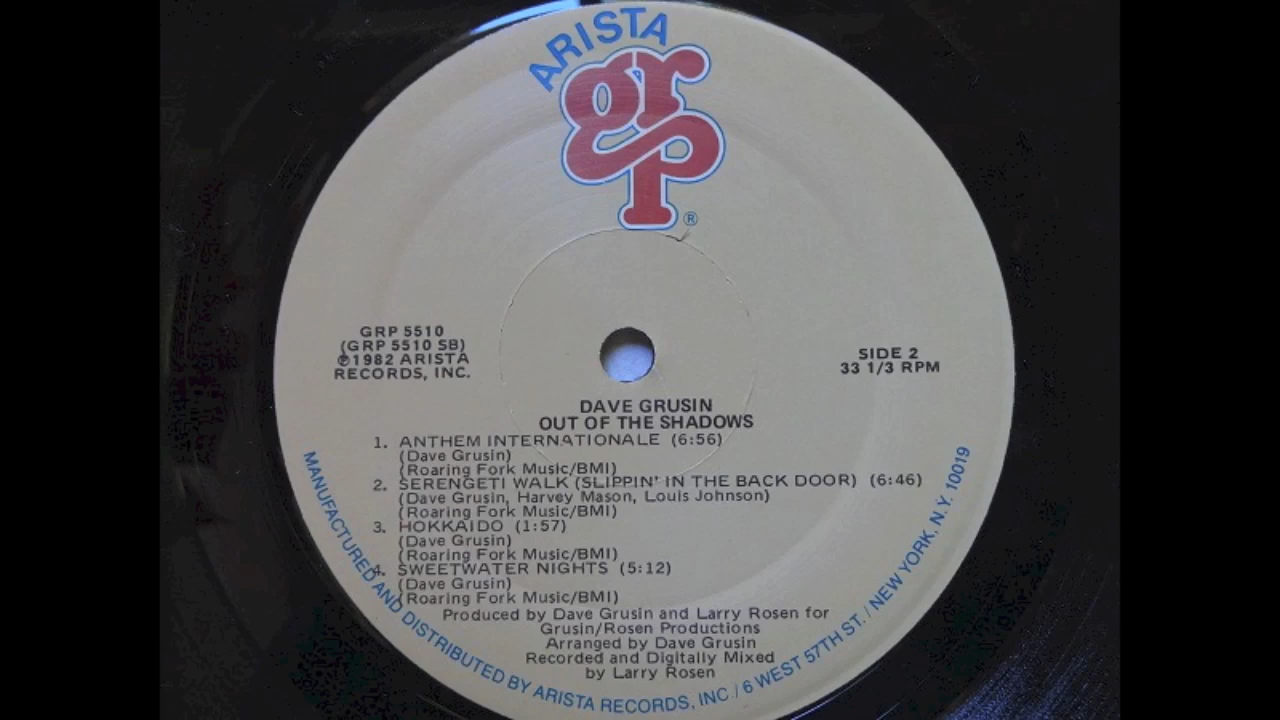 ARISTA
grp®
GRP 5510
(GRP 5510 SB)
℗1982 ARISTA
RECORDS, INC.
SIDE 2
33 1/3 RPM
DAVE GRUSIN
OUT OF THE SHADOWS
1. ANTHEM INTERNATIONALE (6:56)
(Dave Grusin)
(Roaring Fork Music/BMI)
2. SERENGETI WALK (SLIPPIN' IN THE BACK DOOR) (6:46)
(Dave Grusin, Harvey Mason, Louis Johnson)
(Roaring Fork Music/BMI)
3. HOKKAIDO (1:57)
(Dave Grusin)
(Roaring Fork Music/BMI)
4. SWEETWATER NIGHTS (5:12)
(Dave Grusin)
(Roaring Fork Music/BMI)
Produced by Dave Grusin and Larry Rosen for
Grusin/Rosen Productions
Arranged by Dave Grusin
Recorded and Digitally Mixed
by Larry Rosen
MANUFACTURED AND DISTRIBUTED BY ARISTA RECORDS, INC./6 WEST 57TH ST./NEW YORK, N.Y. 10019